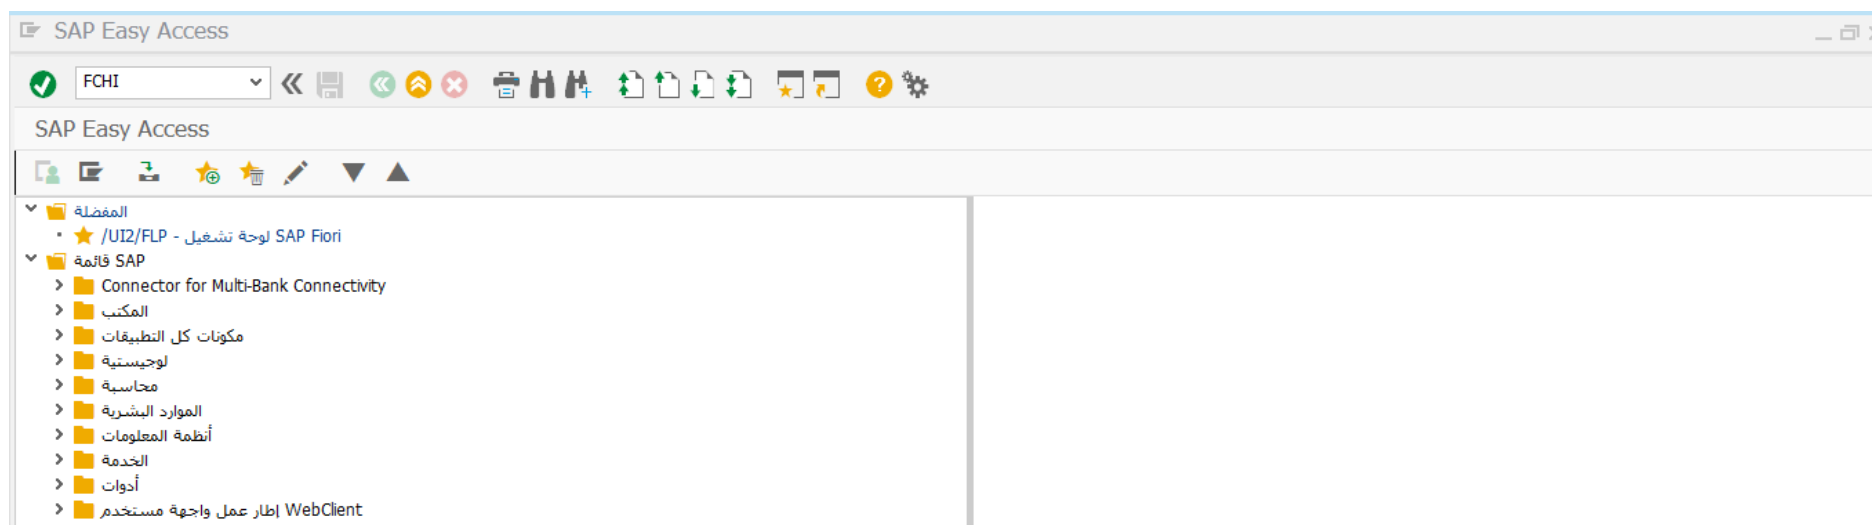 SAP Easy Access
FCHI
SAP Easy Access
المفضلة
/UI2/FLP - لوحة تشغيل SAP Fiori
قائمة SAP
Connector for Multi-Bank Connectivity
المكتب
مكونات كل التطبيقات
لوجيستية
محاسبة
الموارد البشرية
أنظمة المعلومات
الخدمة
أدوات
إطار عمل واجهة مستخدم WebClient